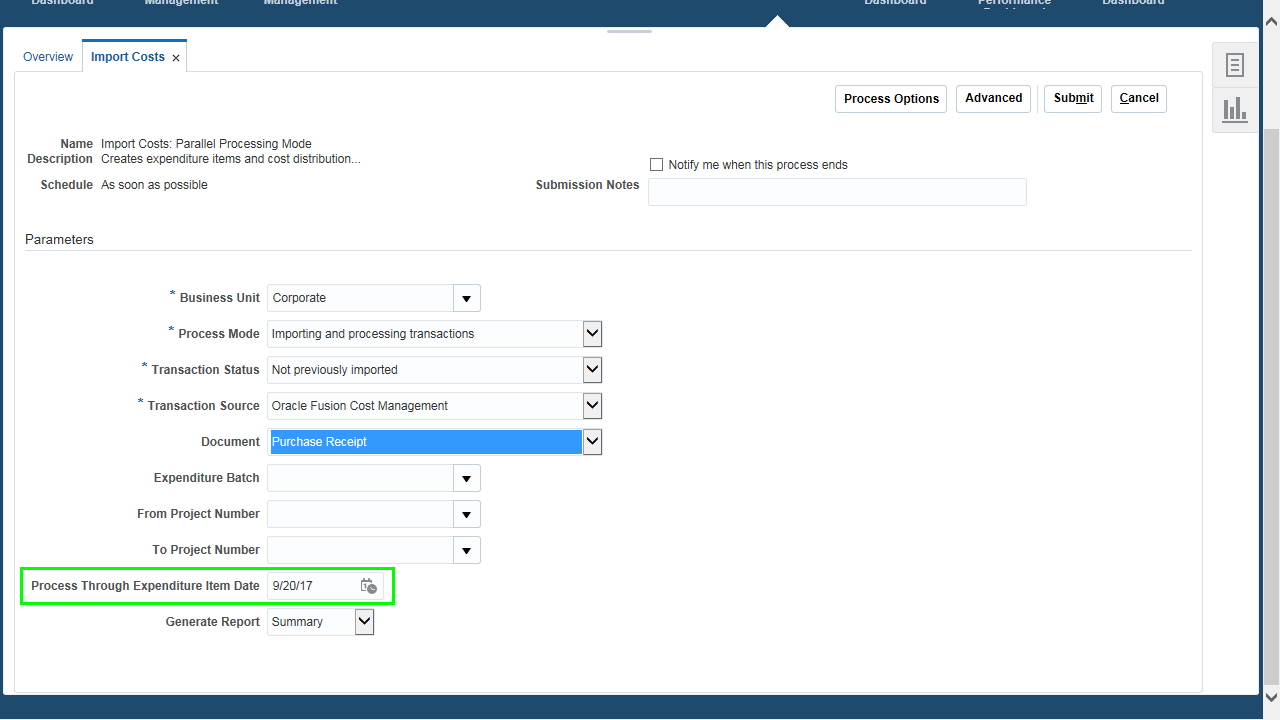 Dashboard Management Management Dashboard Performance Dashboard
Overview Import Costs x
Process Options Advanced Submit Cancel
Name Import Costs: Parallel Processing Mode
Description Creates expenditure items and cost distribution...
Notify me when this process ends
Schedule As soon as possible
Submission Notes
Parameters
* Business Unit Corporate
* Process Mode Importing and processing transactions
* Transaction Status Not previously imported
* Transaction Source Oracle Fusion Cost Management
Document Purchase Receipt
Expenditure Batch
From Project Number
To Project Number
Process Through Expenditure Item Date 9/20/17
Generate Report Summary